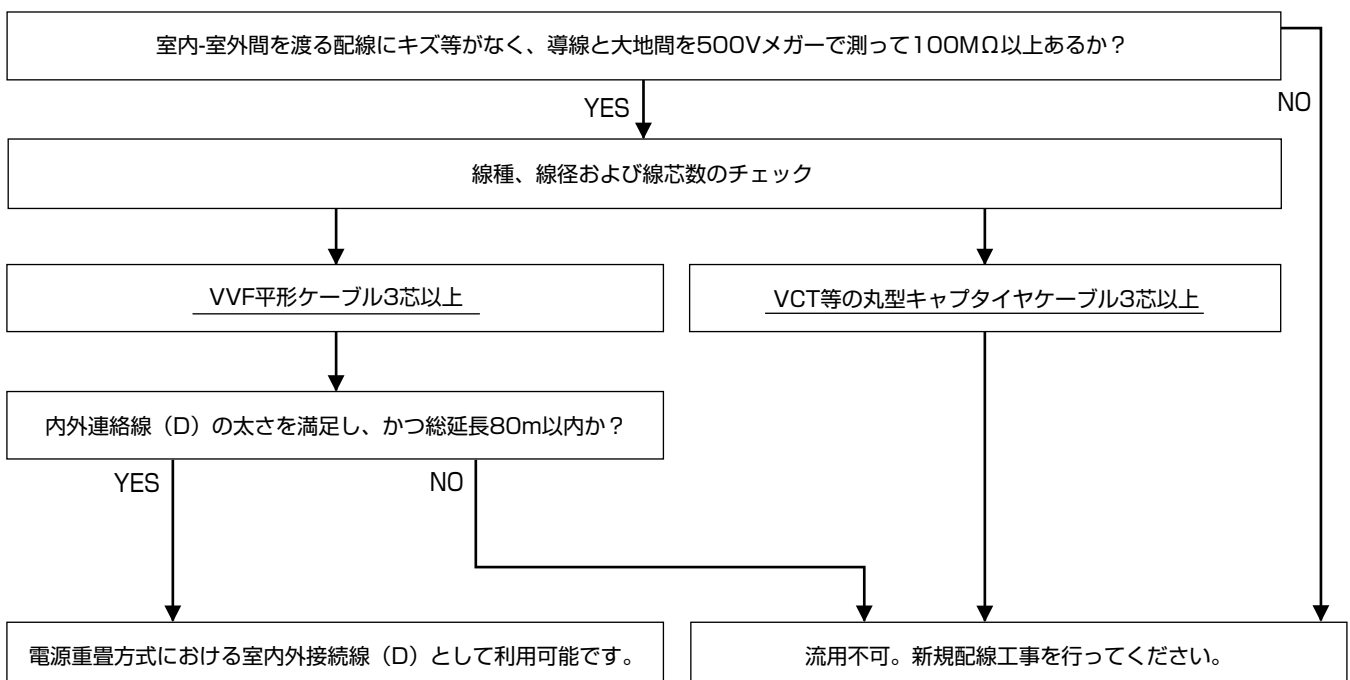 室内-室外間を渡る配線にキズ等がなく、導線と大地間を500Vメガーで測って100MΩ以上あるか？
YES
NO
線種、線径および線芯数のチェック
VVF平形ケーブル3芯以上
VCT等の丸型キャプタイヤケーブル3芯以上
内外連絡線（D）の太さを満足し、かつ総延長80m以内か？
YES
NO
電源重畳方式における室内外接続線（D）として利用可能です。
流用不可。新規配線工事を行ってください。